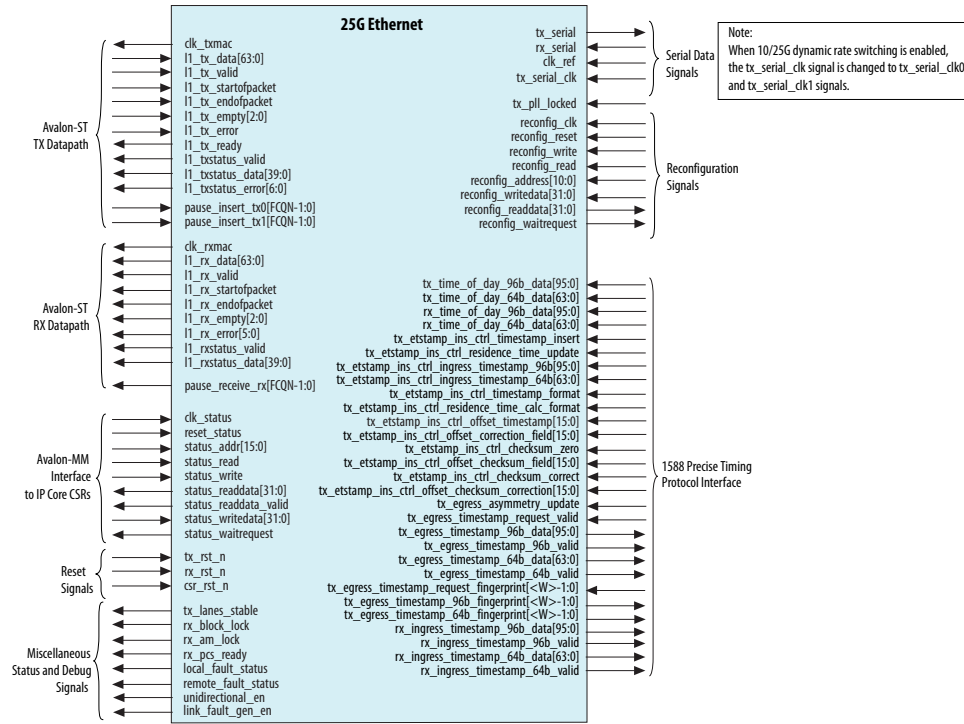 25G Ethernet
Avalon-ST
TX Datapath
clk_txmac
l1_tx_data[63:0]
l1_tx_valid
l1_tx_startofpacket
l1_tx_endofpacket
l1_tx_empty[2:0]
l1_tx_error
l1_tx_ready
l1_txstatus_valid
l1_txstatus_data[39:0]
l1_txstatus_error[6:0]
pause_insert_tx0[FCQN-1:0]
pause_insert_tx1[FCQN-1:0]
Avalon-ST
RX Datapath
clk_rxmac
l1_rx_data[63:0]
l1_rx_valid
l1_rx_startofpacket
l1_rx_endofpacket
l1_rx_empty[2:0]
l1_rx_error[5:0]
l1_rxstatus_valid
l1_rxstatus_data[39:0]
pause_receive_rx[FCQN-1:0]
Avalon-MM
Interface
to IP Core CSRs
clk_status
reset_status
status_addr[15:0]
status_read
status_write
status_readdata[31:0]
status_readdata_valid
status_writedata[31:0]
status_waitrequest
Reset
Signals
tx_rst_n
rx_rst_n
csr_rst_n
Miscellaneous
Status and Debug
Signals
tx_lanes_stable
rx_block_lock
rx_am_lock
rx_pcs_ready
local_fault_status
remote_fault_status
unidirectional_en
link_fault_gen_en
tx_serial
rx_serial
clk_ref
tx_serial_clk
Serial Data
Signals
tx_pll_locked
reconfig_clk
reconfig_reset
reconfig_write
reconfig_read
reconfig_address[10:0]
reconfig_writedata[31:0]
reconfig_readdata[31:0]
reconfig_waitrequest
Reconfiguration
Signals
tx_time_of_day_96b_data[95:0]
tx_time_of_day_64b_data[63:0]
rx_time_of_day_96b_data[95:0]
rx_time_of_day_64b_data[63:0]
tx_etstamp_ins_ctrl_timestamp_insert
tx_etstamp_ins_ctrl_residence_time_update
tx_etstamp_ins_ctrl_ingress_timestamp_96b[95:0]
tx_etstamp_ins_ctrl_ingress_timestamp_64b[63:0]
tx_etstamp_ins_ctrl_timestamp_format
tx_etstamp_ins_ctrl_residence_time_calc_format
tx_etstamp_ins_ctrl_offset_timestamp[15:0]
tx_etstamp_ins_ctrl_offset_correction_field[15:0]
tx_etstamp_ins_ctrl_checksum_zero
tx_etstamp_ins_ctrl_offset_checksum_field[15:0]
tx_etstamp_ins_ctrl_checksum_correct
tx_etstamp_ins_ctrl_offset_checksum_correction[15:0]
tx_egress_asymmetry_update
tx_egress_timestamp_request_valid
tx_egress_timestamp_96b_data[95:0]
tx_egress_timestamp_96b_valid
tx_egress_timestamp_64b_data[63:0]
tx_egress_timestamp_64b_valid
tx_egress_timestamp_request_fingerprint[<W>-1:0]
tx_egress_timestamp_96b_fingerprint[<W>-1:0]
tx_egress_timestamp_64b_fingerprint[<W>-1:0]
rx_ingress_timestamp_96b_data[95:0]
rx_ingress_timestamp_96b_valid
rx_ingress_timestamp_64b_data[63:0]
rx_ingress_timestamp_64b_valid
1588 Precise Timing
Protocol Interface
Note:
When 10/25G dynamic rate switching is enabled,
the tx_serial_clk signal is changed to tx_serial_clk0
and tx_serial_clk1 signals.